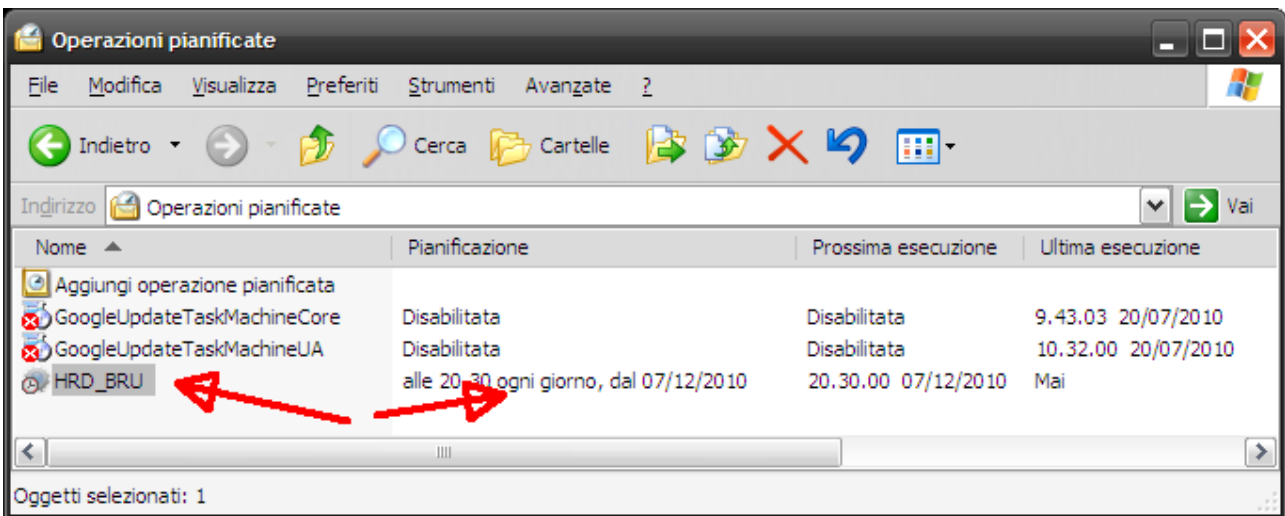 Operazioni pianificate
File Modifica Visualizza Preferiti Strumenti Avanzate ?
Indietro Cerca Cartelle
Indirizzo Operazioni pianificate Vai
Nome Pianificazione Prossima esecuzione Ultima esecuzione
Aggiungi operazione pianificata
GoogleUpdateTaskMachineCore Disabilitata Disabilitata 9.43.03 20/07/2010
GoogleUpdateTaskMachineUA Disabilitata Disabilitata 10.32.00 20/07/2010
HRD_BRU alle 20.30 ogni giorno, dal 07/12/2010 20.30.00 07/12/2010 Mai
Oggetti selezionati: 1